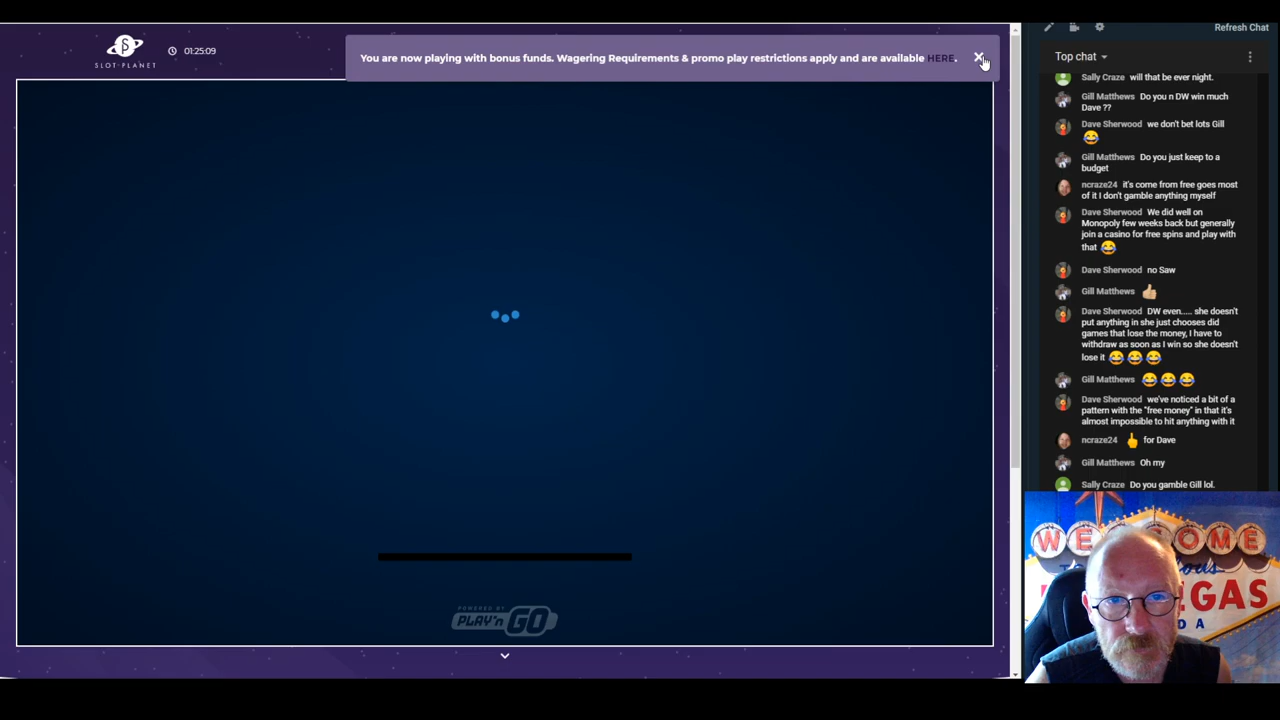 S
SLOT PLANET
01:25:09
You are now playing with bonus funds. Wagering Requirements & promo play restrictions apply and are available HERE.
POWERED BY
PLAY'n GO
Refresh Chat
Top chat
Sally Craze will that be ever night.
Gill Matthews Do you n DW win much
Dave ??
Dave Sherwood we don't bet lots Gill
😂
Gill Matthews Do you just keep to a
budget
ncraze24 it's come from free goes most
of it I don't gamble anything myself
Dave Sherwood We did well on
Monopoly few weeks back but generally
join a casino for free spins and play with
that 😂
Dave Sherwood no Saw
Gill Matthews 👍🏼
Dave Sherwood DW even..... she doesn't
put anything in she just chooses did
games that lose the money, I have to
withdraw as soon as I win so she doesn't
lose it 😂 😂 😂
Gill Matthews 😂 😂 😂
Dave Sherwood we've noticed a bit of a
pattern with the "free money" in that it's
almost impossible to hit anything with it
ncraze24 👆 for Dave
Gill Matthews Oh my
Sally Craze Do you gamble Gill lol.
WE OME
EGAS
DA